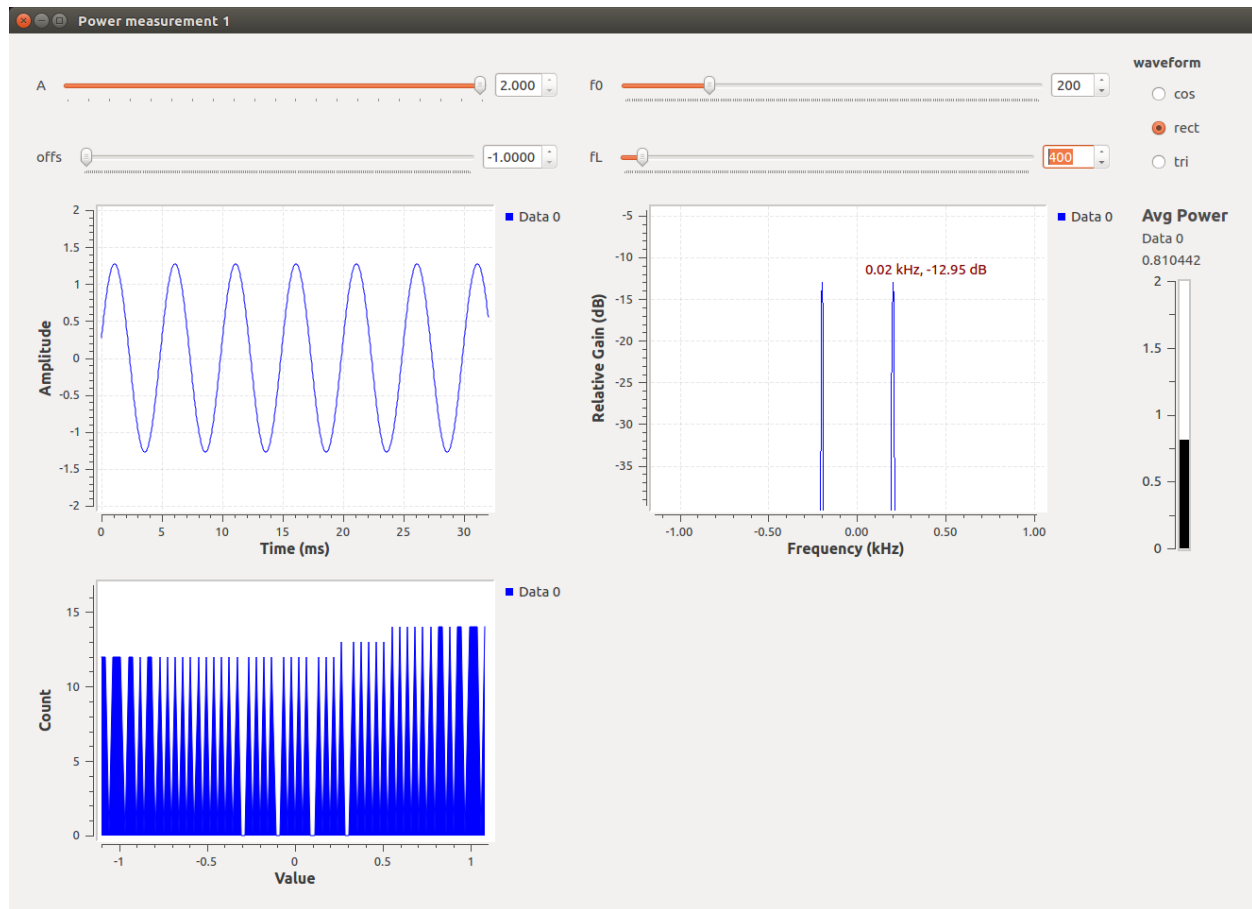 Power measurement 1
A 2.000
f0 200
waveform
cos
rect
tri
offs -1.0000
fL 400
Data 0
2
1.5
1
0.5
0
-0.5
-1
-1.5
-2
Amplitude
0 5 10 15 20 25 30
Time (ms)
Data 0
0.02 kHz, -12.95 dB
-5
-10
-15
-20
-25
-30
-35
Relative Gain (dB)
-1.00 -0.50 0.00 0.50 1.00
Frequency (kHz)
Avg Power
Data 0
0.810442
2
1.5
1
0.5
0
Data 0
15
10
5
0
Count
-1 -0.5 0 0.5 1
Value